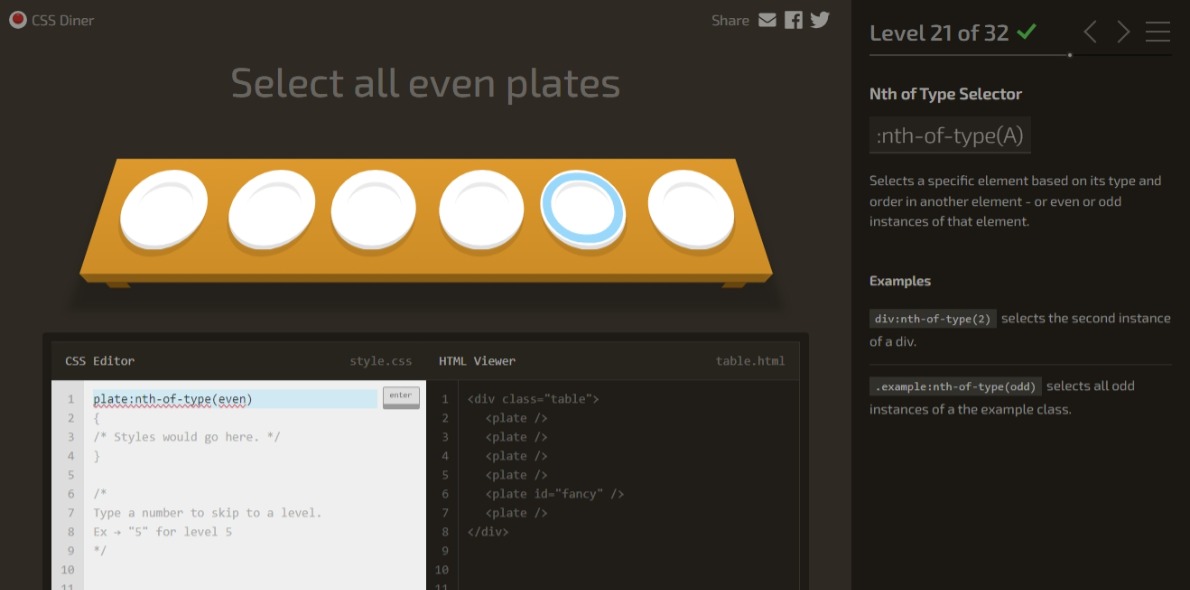 CSS Diner
Share
Select all even plates
CSS Editor style.css
1 plate:nth-of-type(even) enter
2 {
3 /* Styles would go here. */
4 }
5
6 /*
7 Type a number to skip to a level.
8 Ex → "5" for level 5
9 */
10
11
HTML Viewer table.html
1 <div class="table">
2 <plate />
3 <plate />
4 <plate />
5 <plate />
6 <plate id="fancy" />
7 <plate />
8 </div>
9
10
11
Level 21 of 32
Nth of Type Selector
:nth-of-type(A)
Selects a specific element based on its type and
order in another element - or even or odd
instances of that element.
Examples
div:nth-of-type(2) selects the second instance
of a div.
.example:nth-of-type(odd) selects all odd
instances of a the example class.